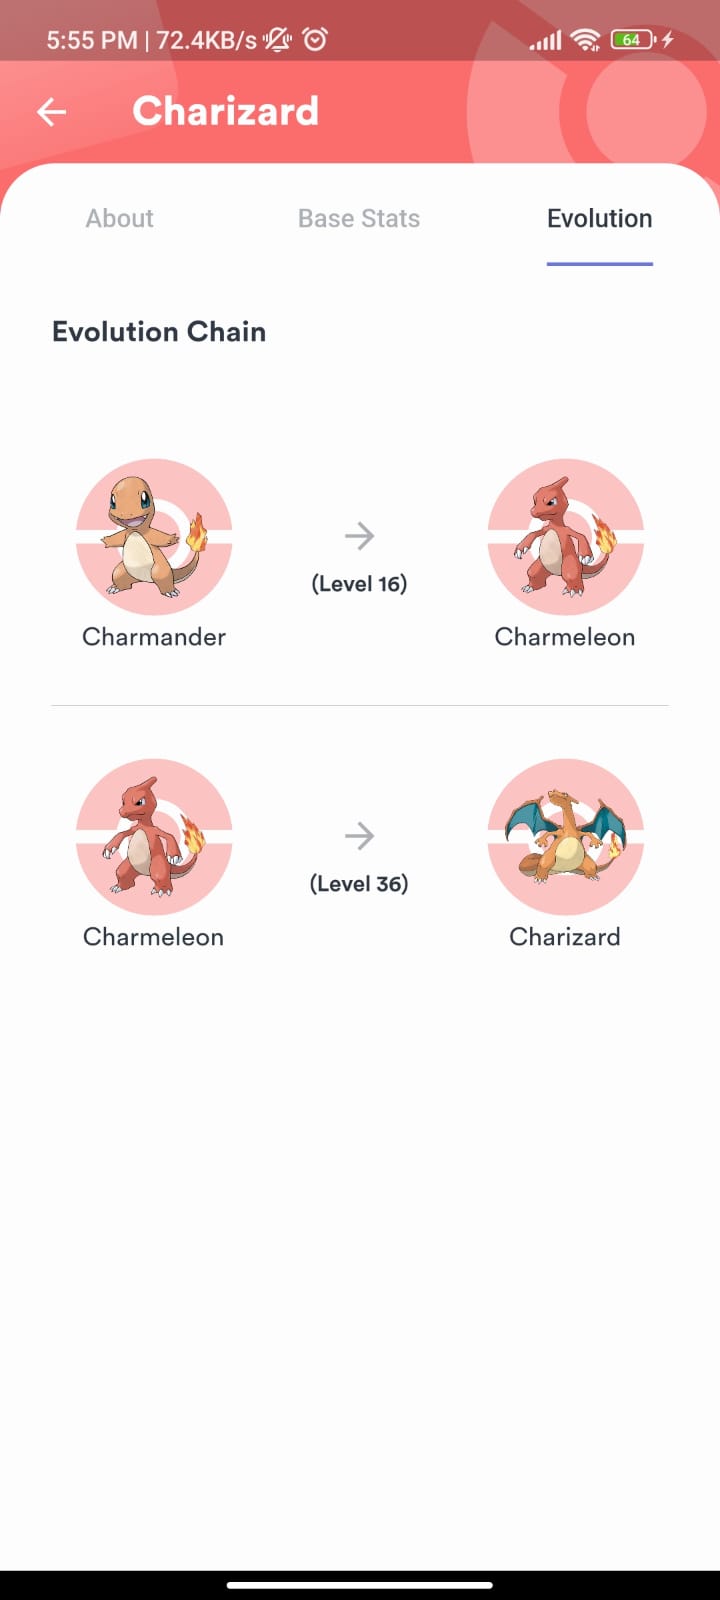 5:55 PM | 72.4KB/s 64
Charizard
About Base Stats Evolution
Evolution Chain
(Level 16)
Charmander Charmeleon
(Level 36)
Charmeleon Charizard